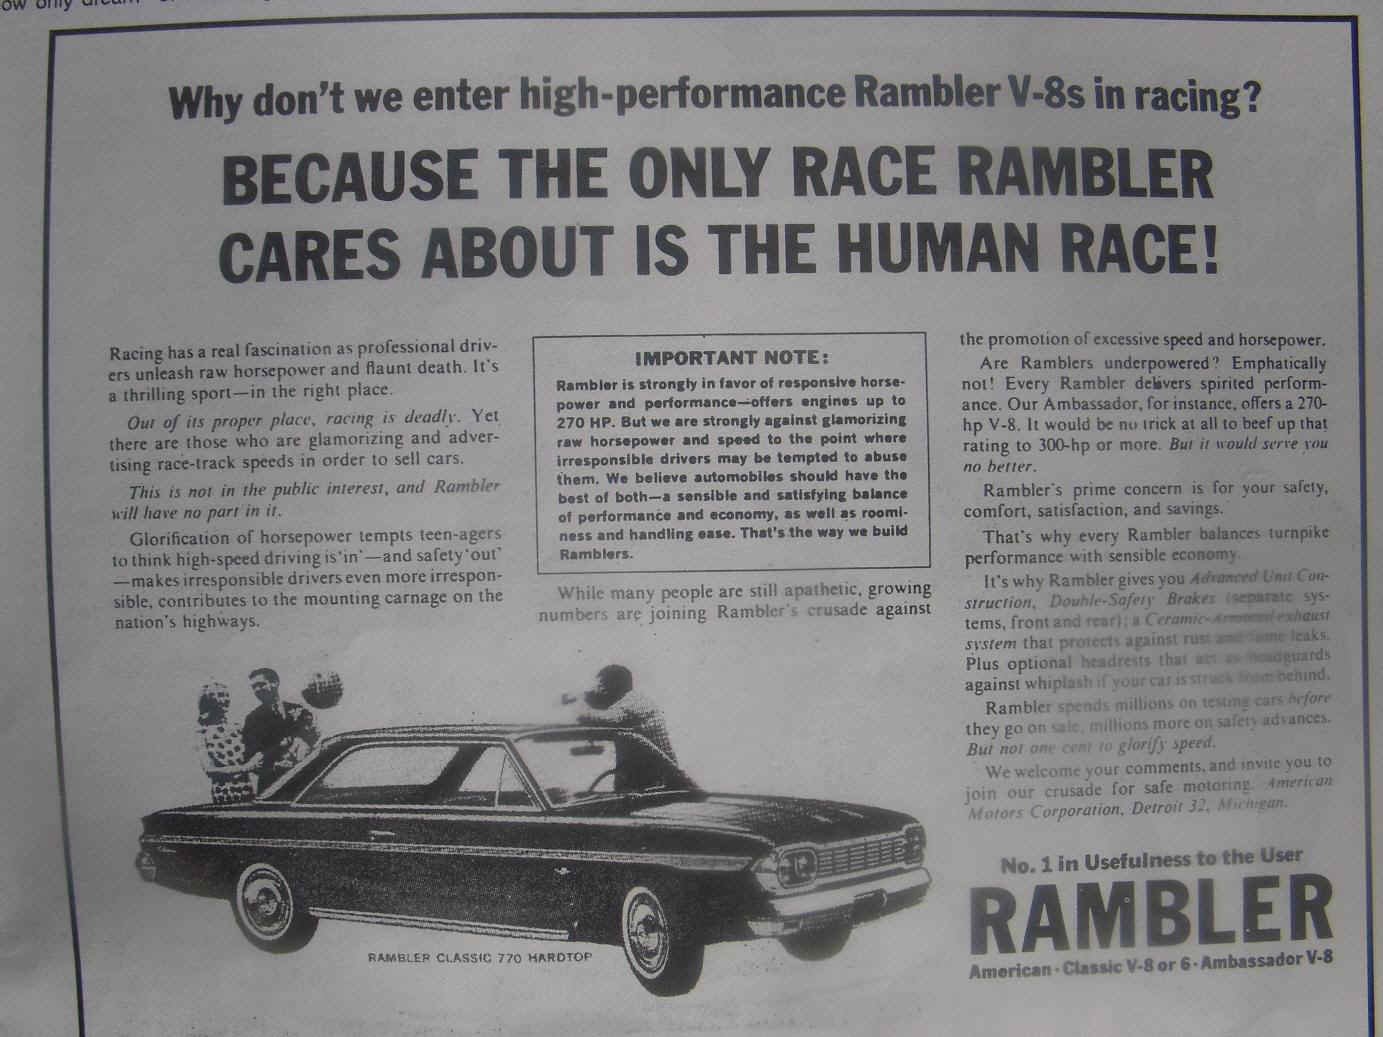 ow only dream
Why don't we enter high-performance Rambler V-8s in racing?
BECAUSE THE ONLY RACE RAMBLER
CARES ABOUT IS THE HUMAN RACE!
Racing has a real fascination as professional driv-
ers unleash raw horsepower and flaunt death. It's
a thrilling sport—in the right place.
Out of its proper place, racing is deadly. Yet
there are those who are glamorizing and adver-
tising race-track speeds in order to sell cars.
This is not in the public interest, and Rambler
will have no part in it.
Glorification of horsepower tempts teen-agers
to think high-speed driving is 'in'—and safety 'out'
—makes irresponsible drivers even more irrespon-
sible, contributes to the mounting carnage on the
nation's highways.
IMPORTANT NOTE:
Rambler is strongly in favor of responsive horse-
power and performance—offers engines up to
270 HP. But we are strongly against glamorizing
raw horsepower and speed to the point where
irresponsible drivers may be tempted to abuse
them. We believe automobiles should have the
best of both—a sensible and satisfying balance
of performance and economy, as well as roomi-
ness and handling ease. That's the way we build
Ramblers.
While many people are still apathetic, growing
numbers are joining Rambler's crusade against
the promotion of excessive speed and horsepower.
Are Ramblers underpowered? Emphatically
not! Every Rambler delivers spirited perform-
ance. Our Ambassador, for instance, offers a 270-
hp V-8. It would be no trick at all to beef up that
rating to 300-hp or more. But it would serve you
no better.
Rambler's prime concern is for your safety,
comfort, satisfaction, and savings.
That's why every Rambler balances turnpike
performance with sensible economy.
It's why Rambler gives you Advanced Unit Con-
struction, Double-Safety Brakes (separate sys-
tems, front and rear); a Ceramic-Armored exhaust
system that protects against rust and fume leaks.
Plus optional headrests that act as headguards
against whiplash if your car is struck from behind.
Rambler spends millions on testing cars before
they go on sale, millions more on safety advances.
But not one cent to glorify speed.
We welcome your comments, and invite you to
join our crusade for safe motoring. American
Motors Corporation, Detroit 32, Michigan.
RAMBLER CLASSIC 770 HARDTOP
No. 1 in Usefulness to the User
RAMBLER
American · Classic V-8 or 6 · Ambassador V-8